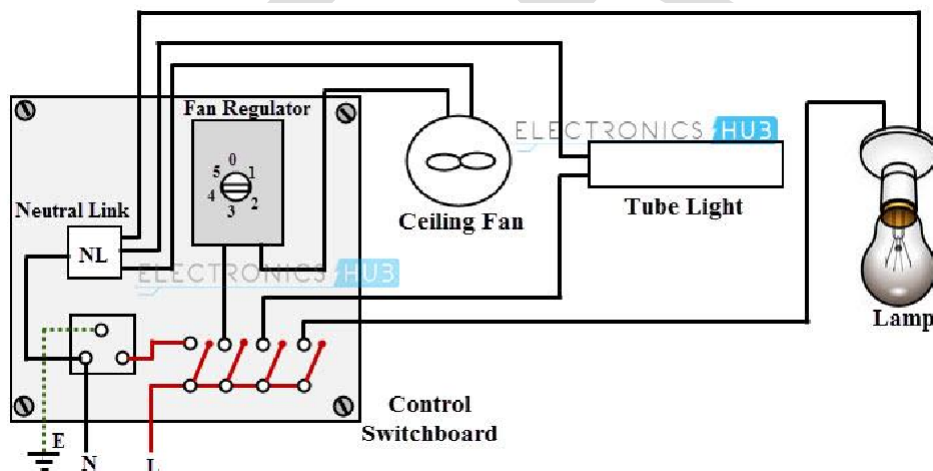 Fan Regulator
0
5 1
4 2
3
ELECTRONICS HUB
Neutral Link
NL
Ceiling Fan
Tube Light
ELECTRONICS HUB
Lamp
Control
Switchboard
E
N
L